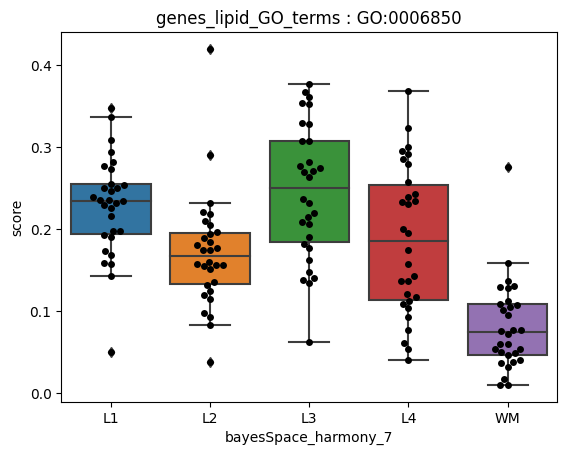 genes_lipid_GO_terms : GO:0006850
0.4
0.3
0.2
0.1
0.0
score
L1 L2 L3 L4 WM
bayesSpace_harmony_7